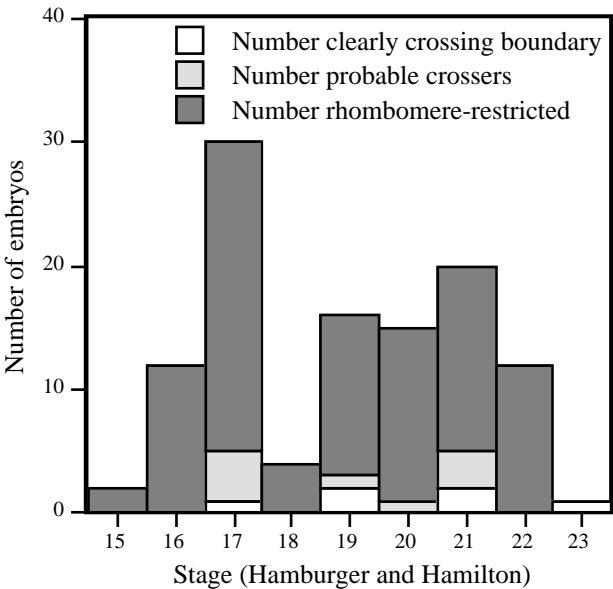 40
Number clearly crossing boundary
Number probable crossers
Number rhombomere-restricted
30
20
10
0
Number of embryos
15 16 17 18 19 20 21 22 23
Stage (Hamburger and Hamilton)